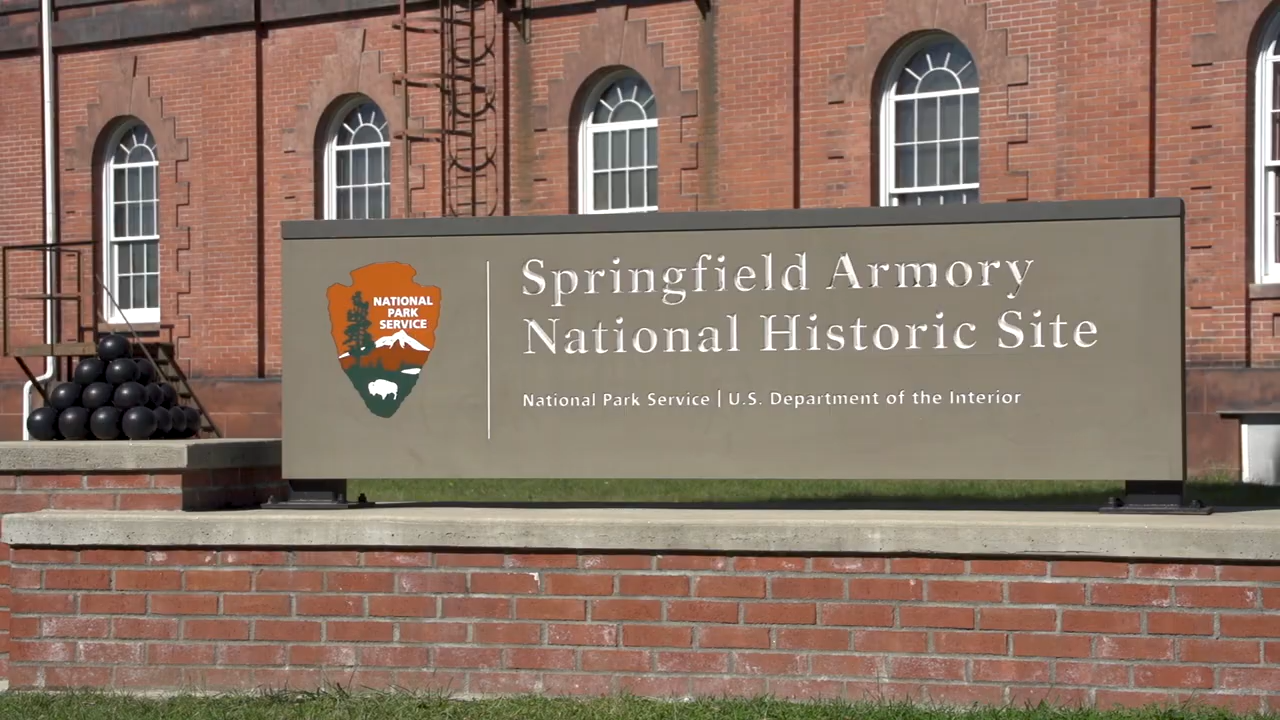 NATIONAL
PARK
SERVICE
Springfield Armory
National Historic Site
National Park Service | U.S. Department of the Interior